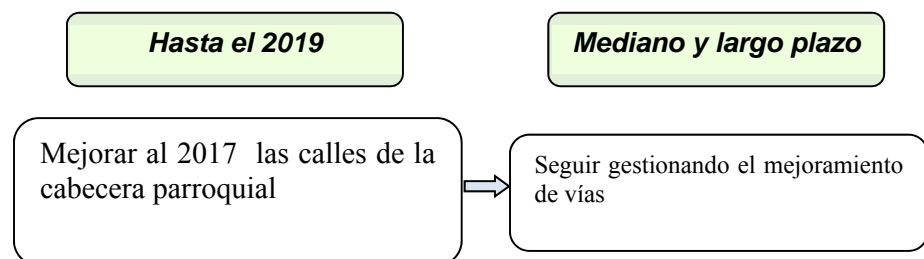 Hasta el 2019
Mediano y largo plazo
Mejorar al 2017 las calles de la
cabecera parroquial
Seguir gestionando el mejoramiento
de vías